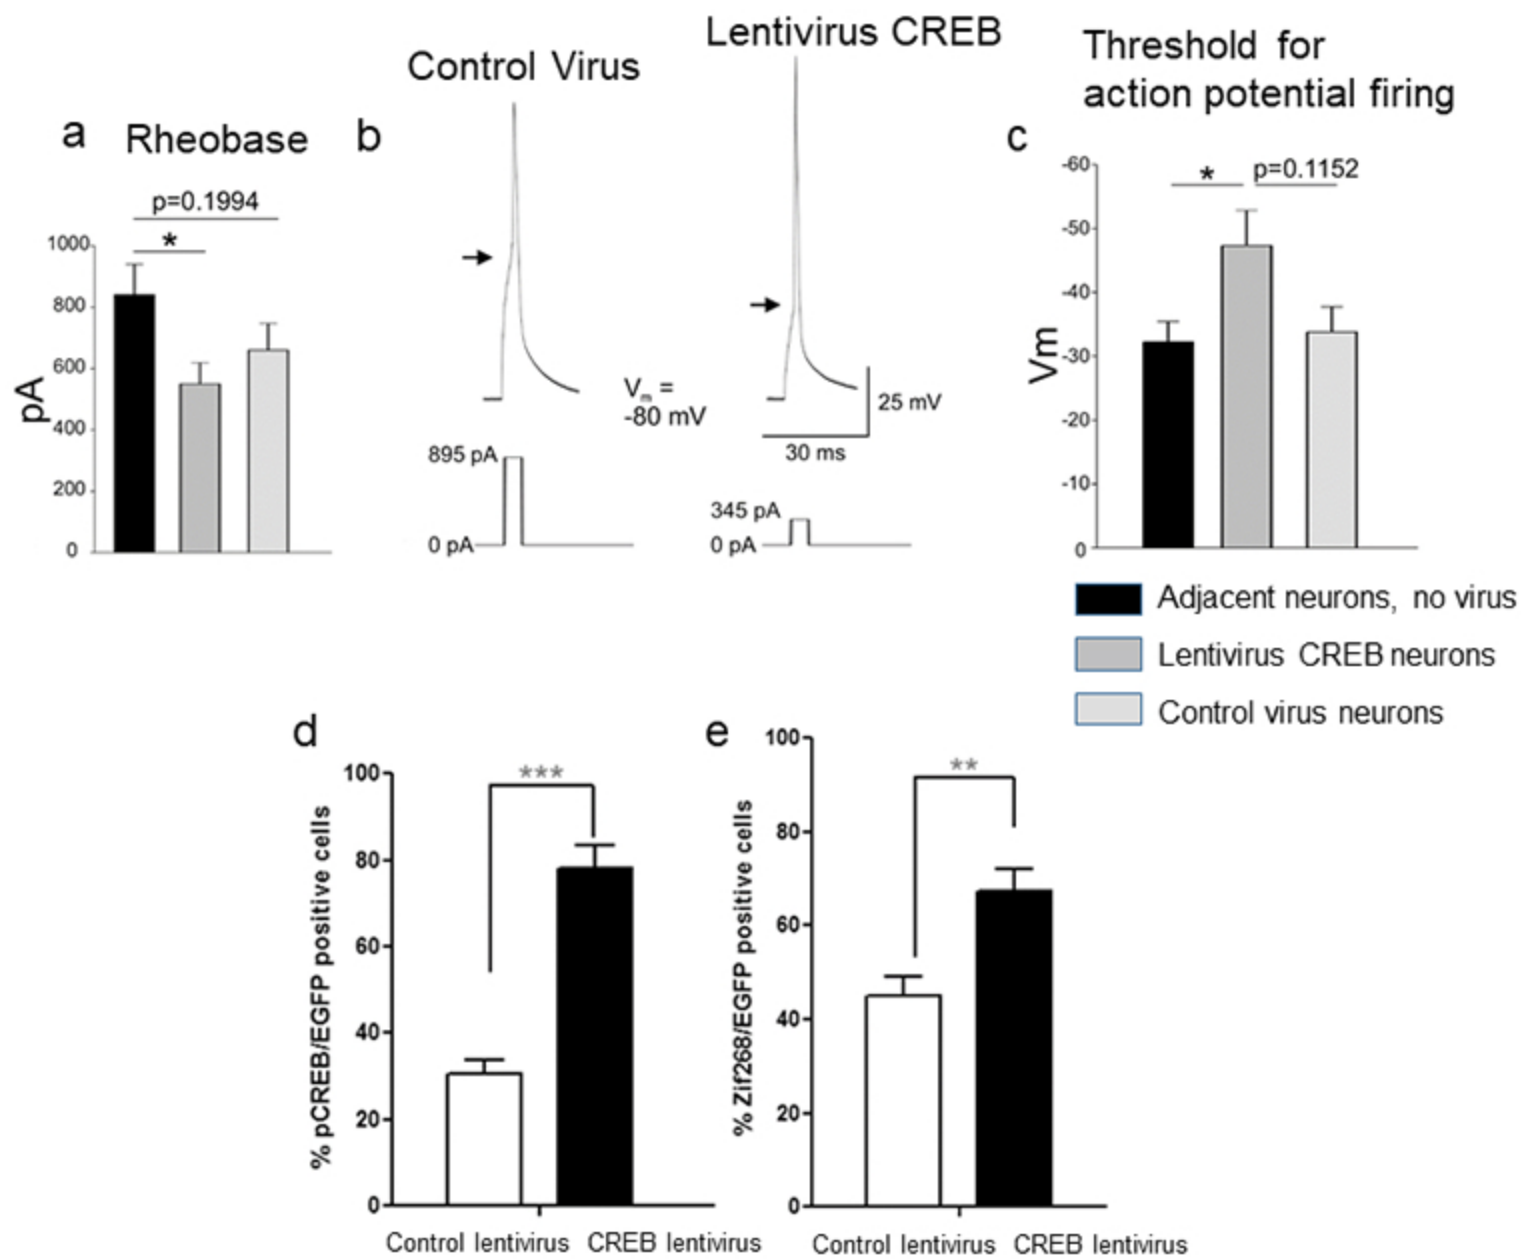 Control Virus
Lentivirus CREB
Threshold for
action potential firing
a
Rheobase
b
c
p=0.1994
*
1000
800
600
400
200
0
pA
Vₘ =
-80 mV
25 mV
30 ms
895 pA
0 pA
345 pA
0 pA
-60
-50
-40
-30
-20
-10
0
Vm
*
p=0.1152
Adjacent neurons, no virus
Lentivirus CREB neurons
Control virus neurons
d
***
100
80
60
40
20
0
% pCREB/EGFP positive cells
Control lentivirus
CREB lentivirus
e
**
100
80
60
40
20
0
% Zif268/EGFP positive cells
Control lentivirus
CREB lentivirus